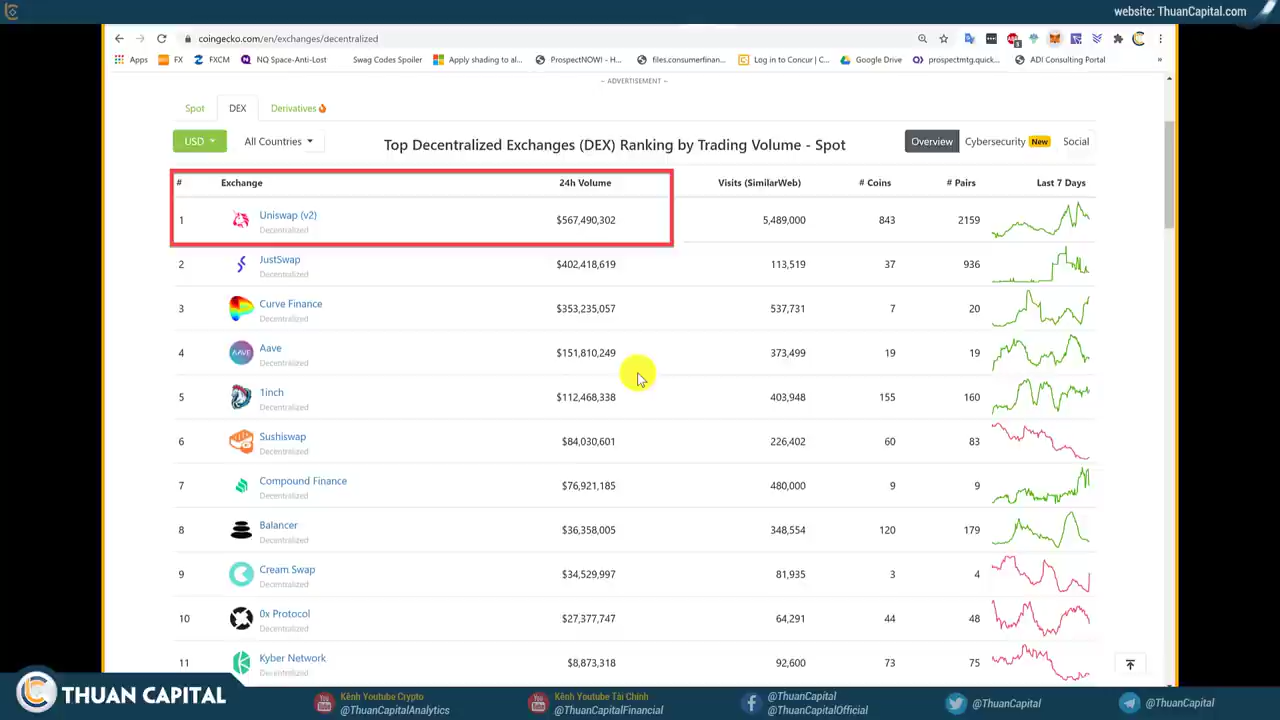 website: ThuanCapital.com
coingecko.com/en/exchanges/decentralized
Apps FX FXCM NQ Space-Anti-Lost Swag Codes Spoiler Apply shading to al... ProspectNOW! - H... files.consumerfinan... Log in to Concur | C... Google Drive prospectmtg.quick... ADI Consulting Portal »
~ ADVERTISEMENT ~
Spot DEX Derivatives
USD All Countries Top Decentralized Exchanges (DEX) Ranking by Trading Volume - Spot Overview Cybersecurity New Social
# Exchange 24h Volume Visits (SimilarWeb) # Coins # Pairs Last 7 Days
1 Uniswap (v2) $567,490,302 5,489,000 843 2159
Decentralized
2 JustSwap $402,418,619 113,519 37 936
Decentralized
3 Curve Finance $353,235,057 537,731 7 20
Decentralized
4 AAVE Aave $151,810,249 373,499 19 19
Decentralized
5 1inch $112,468,338 403,948 155 160
Decentralized
6 Sushiswap $84,030,601 226,402 60 83
Decentralized
7 Compound Finance $76,921,185 480,000 9 9
Decentralized
8 Balancer $36,358,005 348,554 120 179
Decentralized
9 Cream Swap $34,529,997 81,935 3 4
Decentralized
10 0x Protocol $27,377,747 64,291 44 48
Decentralized
11 Kyber Network $8,873,318 92,600 73 75
Decentralized
THUAN CAPITAL
Kênh Youtube Crypto
@ThuanCapitalAnalytics
Kênh Youtube Tài Chính
@ThuanCapitalFinancial
@ThuanCapital
@ThuanCapitalOfficial
@ThuanCapital
@ThuanCapital